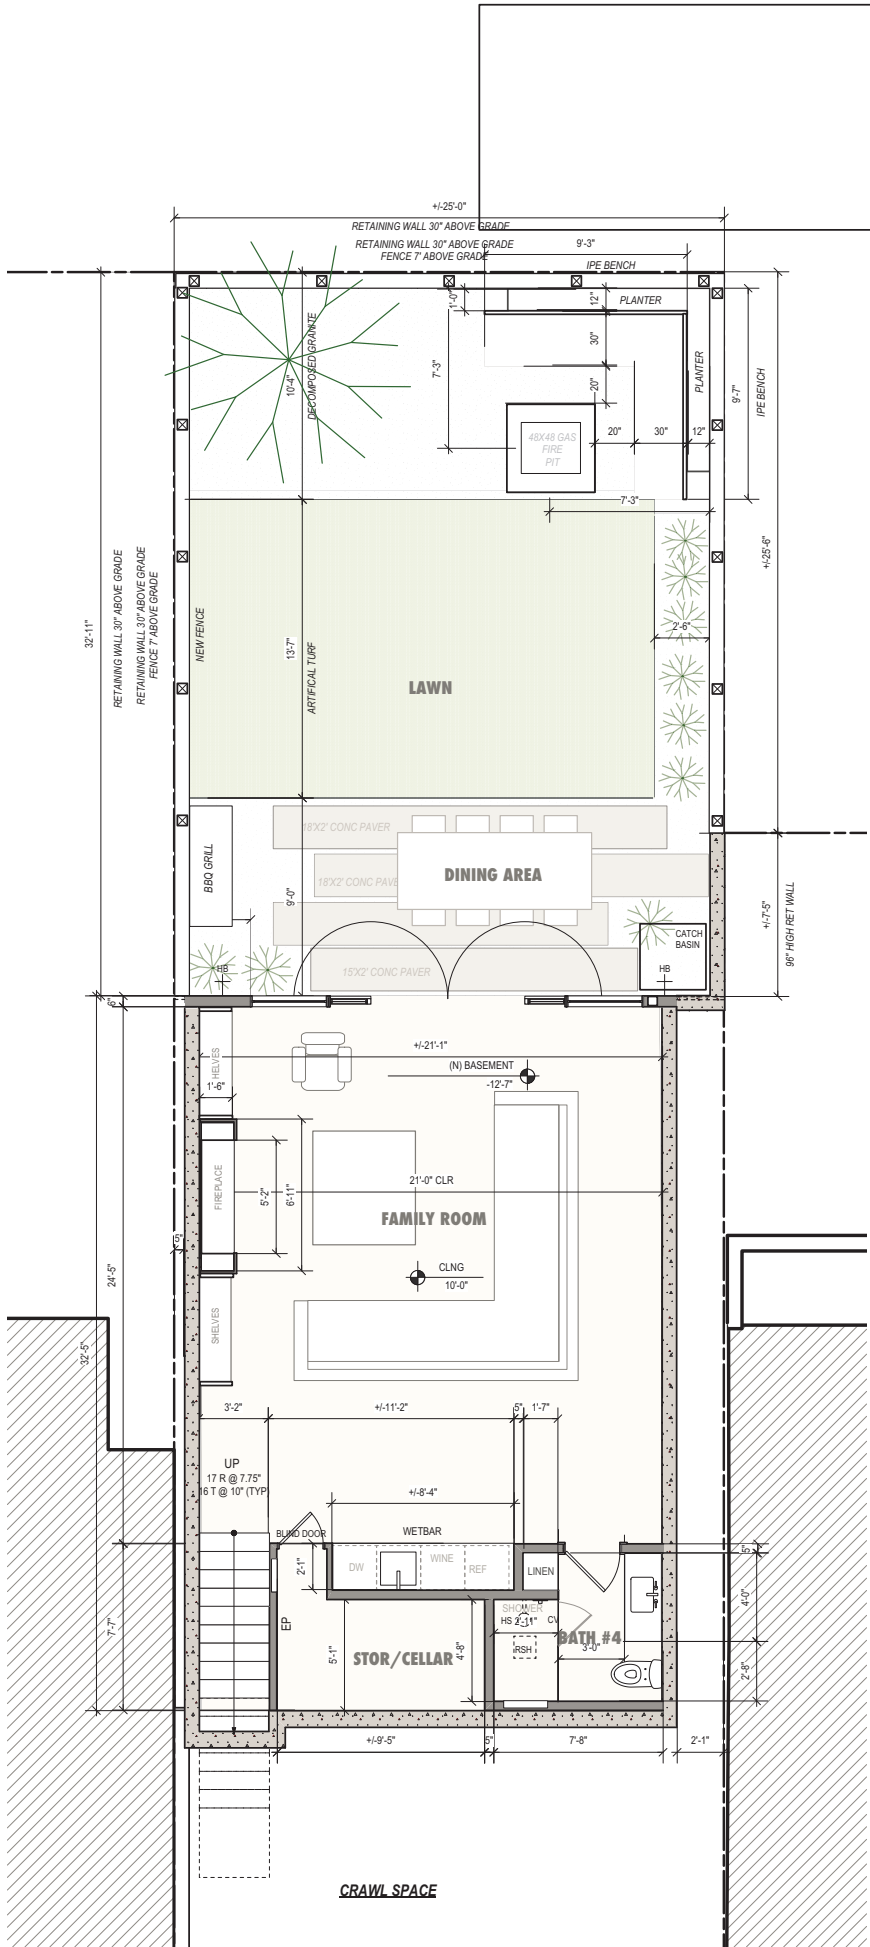 +/-25'-0"
RETAINING WALL 30" ABOVE GRADE
RETAINING WALL 30" ABOVE GRADE
FENCE 7' ABOVE GRADE
9'-3"
IPE BENCH
1'-0"
12"
PLANTER
30"
7'-3"
20"
PLANTER
9'-7"
IPE BENCH
10'-4"
DECOMPOSED GRANITE
48X48 GAS
FIRE
PIT
20"
30"
12"
7'-3"
+/-25'-6"
32'-11"
RETAINING WALL 30" ABOVE GRADE
RETAINING WALL 30" ABOVE GRADE
FENCE 7' ABOVE GRADE
NEW FENCE
13'-7"
ARTIFICAL TURF
LAWN
2'-6"
18'X2' CONC PAVER
BBQ GRILL
DINING AREA
18'X2' CONC PAVE
9'-0"
+/-7'-5"
96" HIGH RET WALL
CATCH
BASIN
HB
15'X2' CONC PAVER
HB
6"
+/-21'-1"
HELVES
(N) BASEMENT
-12'-7"
1'-6"
FIREPLACE
5'-2"
6'-11"
21'-0" CLR
FAMILY ROOM
5"
24'-5"
CLNG
10'-0"
SHELVES
32'-5"
3'-2"
+/-11'-2"
5"
1'-7"
UP
17 R @ 7.75"
16 T @ 10" (TYP
+/-8'-4"
BLIND DOOR
WETBAR
DW
WINE
REF
LINEN
2'-1"
5"
4'-0"
7'-7"
EP
SHOWER
HS 2'-11"
CV
BATH #4
3'-0"
RSH
5'-1"
STOR/CELLAR
4'-8"
2'-8"
+/-9'-5"
5"
7'-8"
2'-1"
CRAWL SPACE